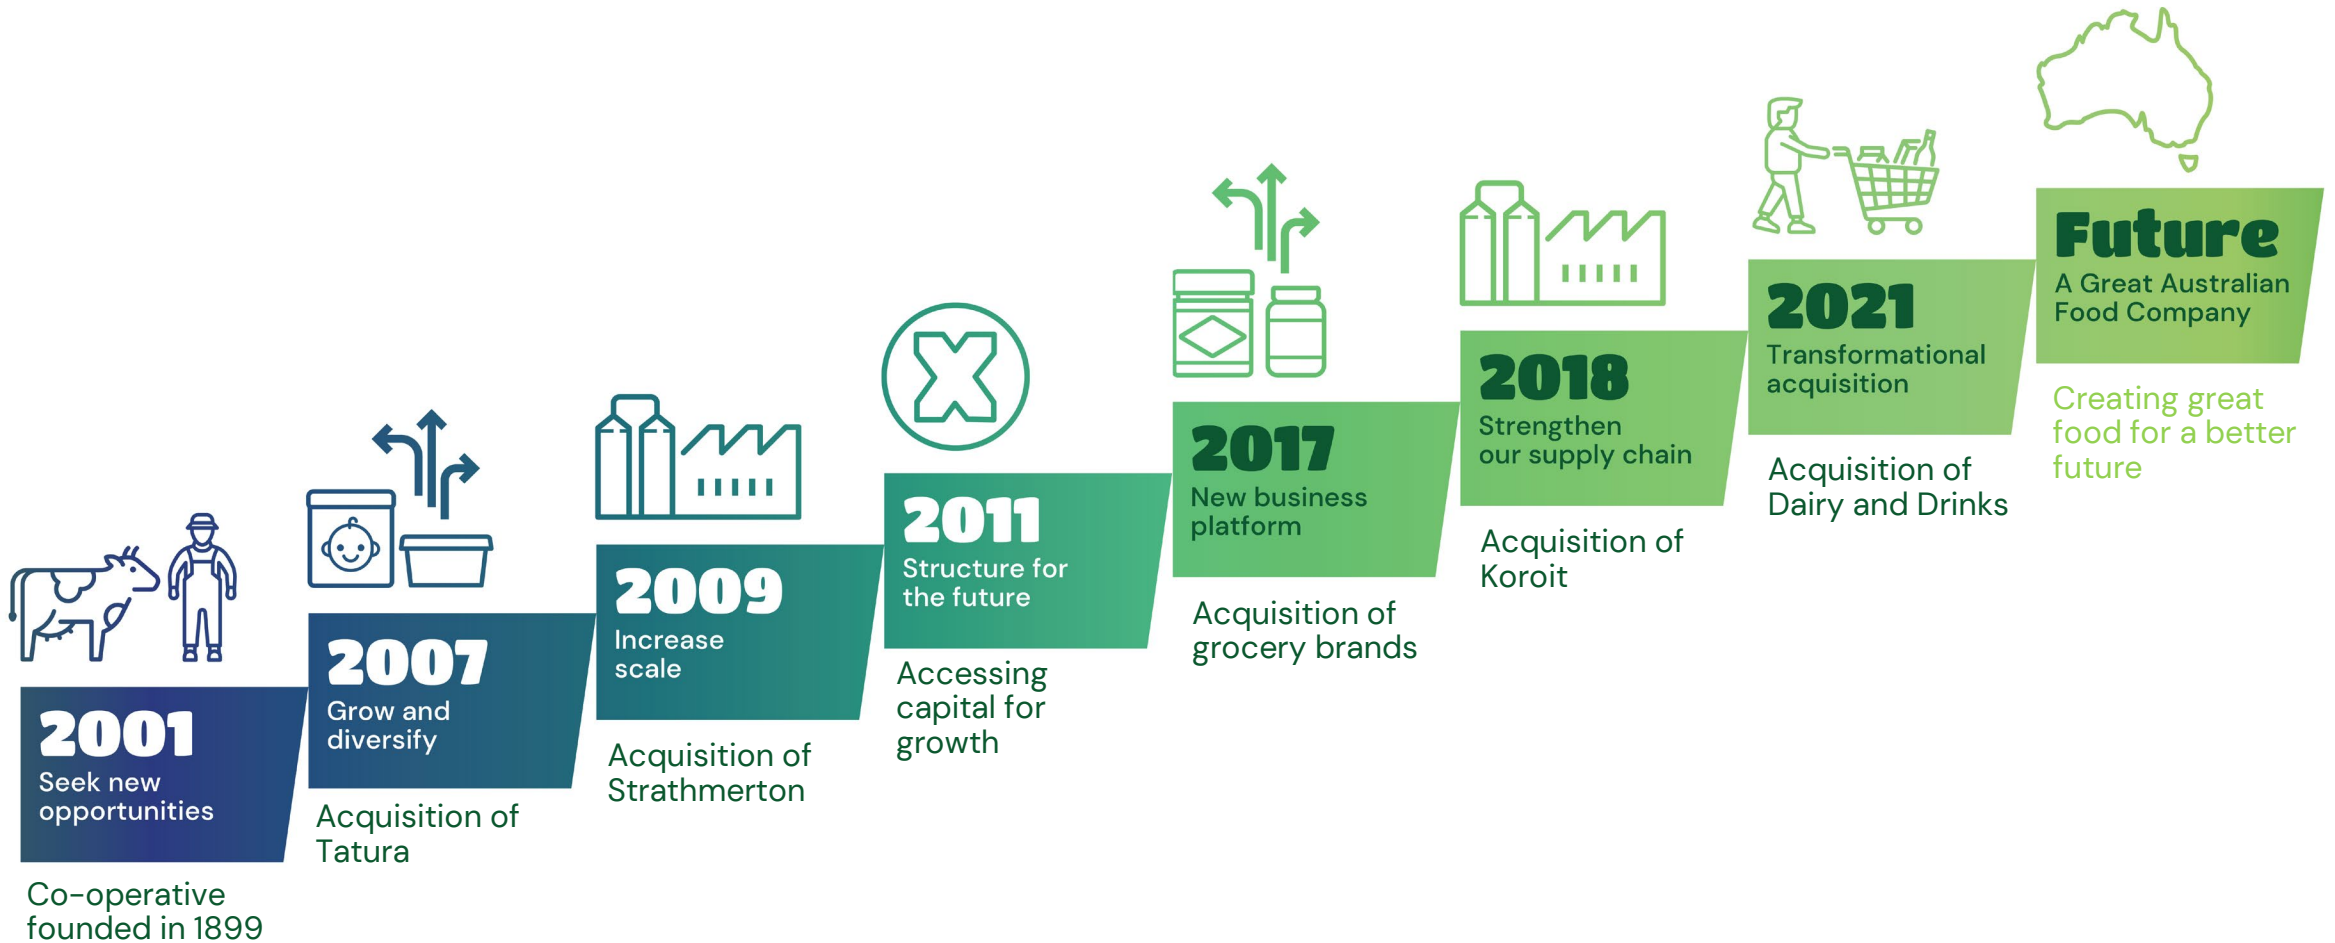 2001
Seek new
opportunities
Co-operative
founded in 1899
2007
Grow and
diversify
Acquisition of
Tatura
2009
Increase
scale
Acquisition of
Strathmerton
2011
Structure for
the future
Accessing
capital for
growth
2017
New business
platform
Acquisition of
grocery brands
2018
Strengthen
our supply chain
Acquisition of
Koroit
2021
Transformational
acquisition
Acquisition of
Dairy and Drinks
Future
A Great Australian
Food Company
Creating great
food for a better
future